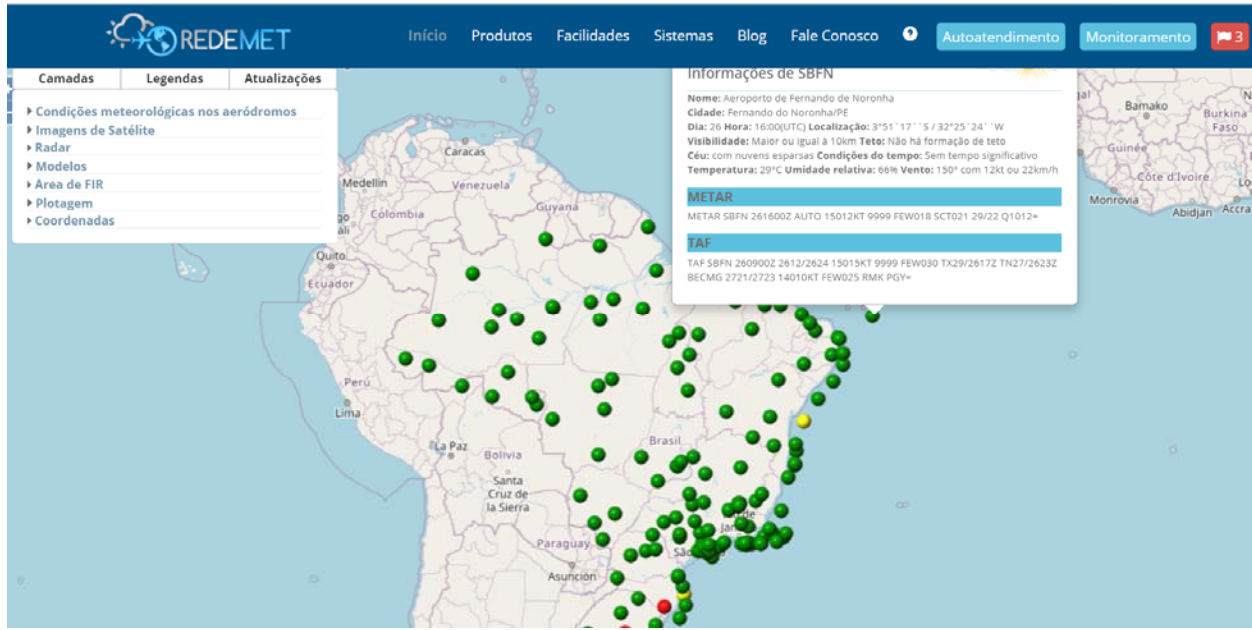 REDEMET
Início Produtos Facilidades Sistemas Blog Fale Conosco ? Autoatendimento Monitoramento 3
Camadas Legendas Atualizações
Condições meteorológicas nos aeródromos
Imagens de Satélite
Radar
Modelos
Área de FIR
Plotagem
Coordenadas
Informações de SBFN
Nome: Aeroporto de Fernando de Noronha
Cidade: Fernando do Noronha/PE
Dia: 26 Hora: 16:00(UTC) Localização: 3°51`17``S / 32°25`24``W
Visibilidade: Maior ou igual à 10km Teto: Não há formação de teto
Céu: com nuvens esparsas Condições do tempo: Sem tempo significativo
Temperatura: 29°C Umidade relativa: 66% Vento: 150° com 12kt ou 22km/h
METAR
METAR SBFN 261600Z AUTO 15012KT 9999 FEW018 SCT021 29/22 Q1012=
TAF
TAF SBFN 260900Z 2612/2624 15015KT 9999 FEW030 TX29/2617Z TN27/2623Z
BECMG 2721/2723 14010KT FEW025 RMK PGY=
Bamako
Burkina
Faso
Guinée
Côte d'Ivoire
Monrovia
Abidjan
Accra
Caracas
Medellín
Venezuela
Guyana
Colombia
Quito
Ecuador
Perú
Lima
La Paz
Bolivia
Brasil
Santa
Cruz de
la Sierra
Paraguay
Asunción